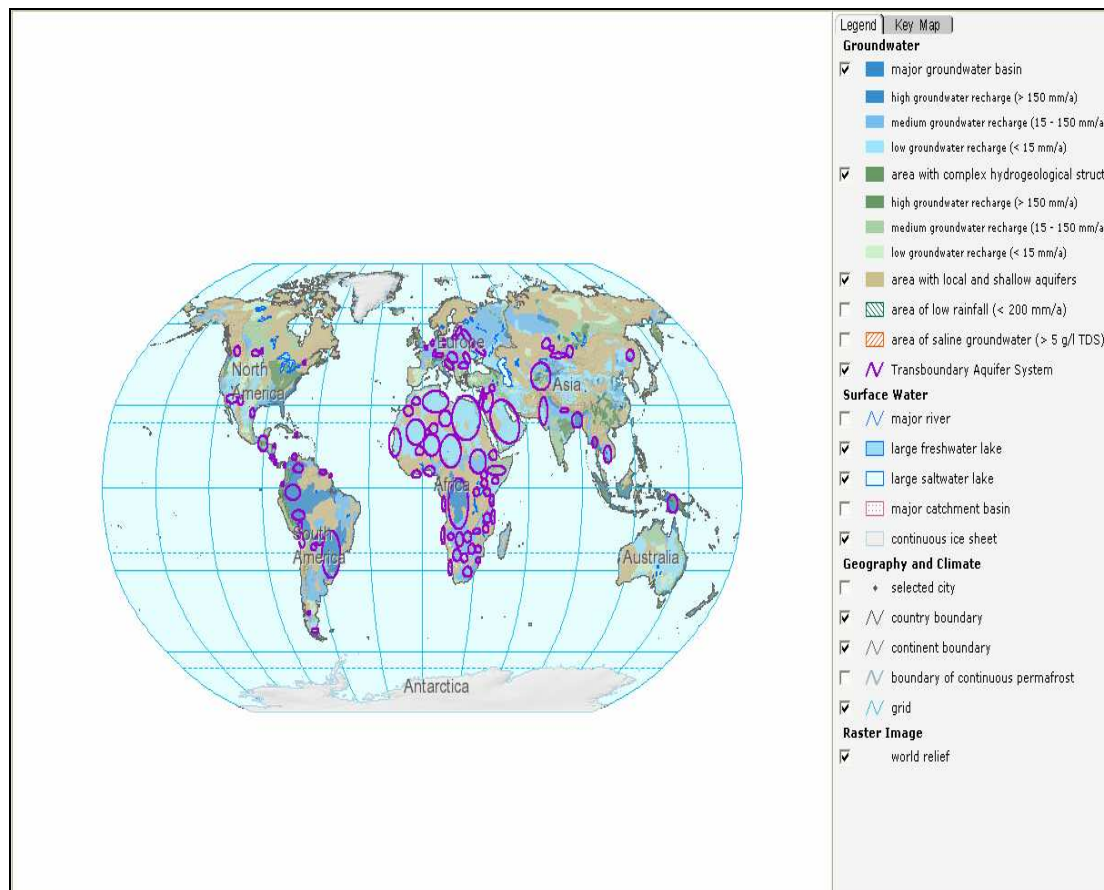 Legend Key Map
Groundwater
major groundwater basin
high groundwater recharge (> 150 mm/a)
medium groundwater recharge (15 - 150 mm/a
low groundwater recharge (< 15 mm/a)
area with complex hydrogeological struct
high groundwater recharge (> 150 mm/a)
medium groundwater recharge (15 - 150 mm/a
low groundwater recharge (< 15 mm/a)
area with local and shallow aquifers
area of low rainfall (< 200 mm/a)
area of saline groundwater (> 5 g/l TDS)
Transboundary Aquifer System
Surface Water
major river
large freshwater lake
large saltwater lake
major catchment basin
continuous ice sheet
Geography and Climate
selected city
country boundary
continent boundary
boundary of continuous permafrost
grid
Raster Image
world relief
Europe
North
America
Asia
Africa
South
America
Australia
Antarctica